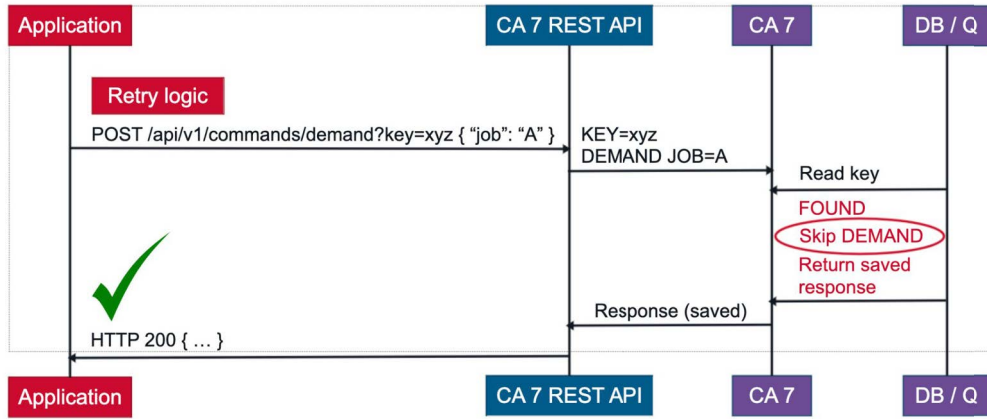 Application
CA 7 REST API
CA 7
DB / Q
Retry logic
POST /api/v1/commands/demand?key=xyz { “job”: “A” }
KEY=xyz
DEMAND JOB=A
Read key
FOUND
Skip DEMAND
Return saved
response
Response (saved)
HTTP 200 { … }
Application
CA 7 REST API
CA 7
DB / Q